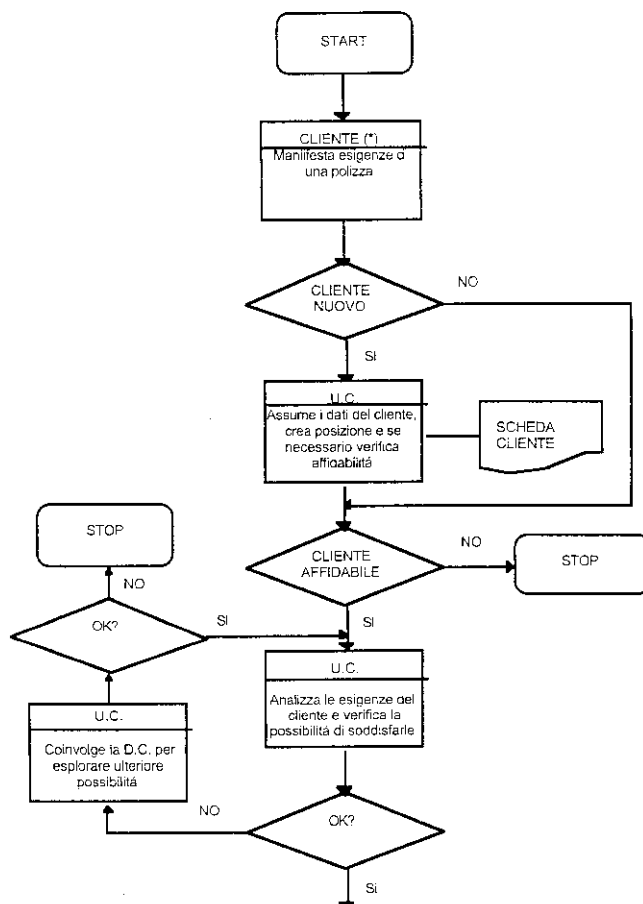 START
CLIENTE (*)
Maniifesta esigenze d
una polizza
CLIENTE
NUOVO
NO
SI
U.C.
Assume i dati del cliente,
crea posizione e se
necessario verifica
affidabilità
SCHEDA
CLIENTE
STOP
CLIENTE
AFFIDABILE
NO
STOP
NO
OK?
SI
SI
U.C.
Analizza le esigenze del
cliente e verifica la
possibilità di soddisfarle
U.C.
Coinvolge la D.C. per
esplorare ulteriore
possibilità
NO
OK?
Si